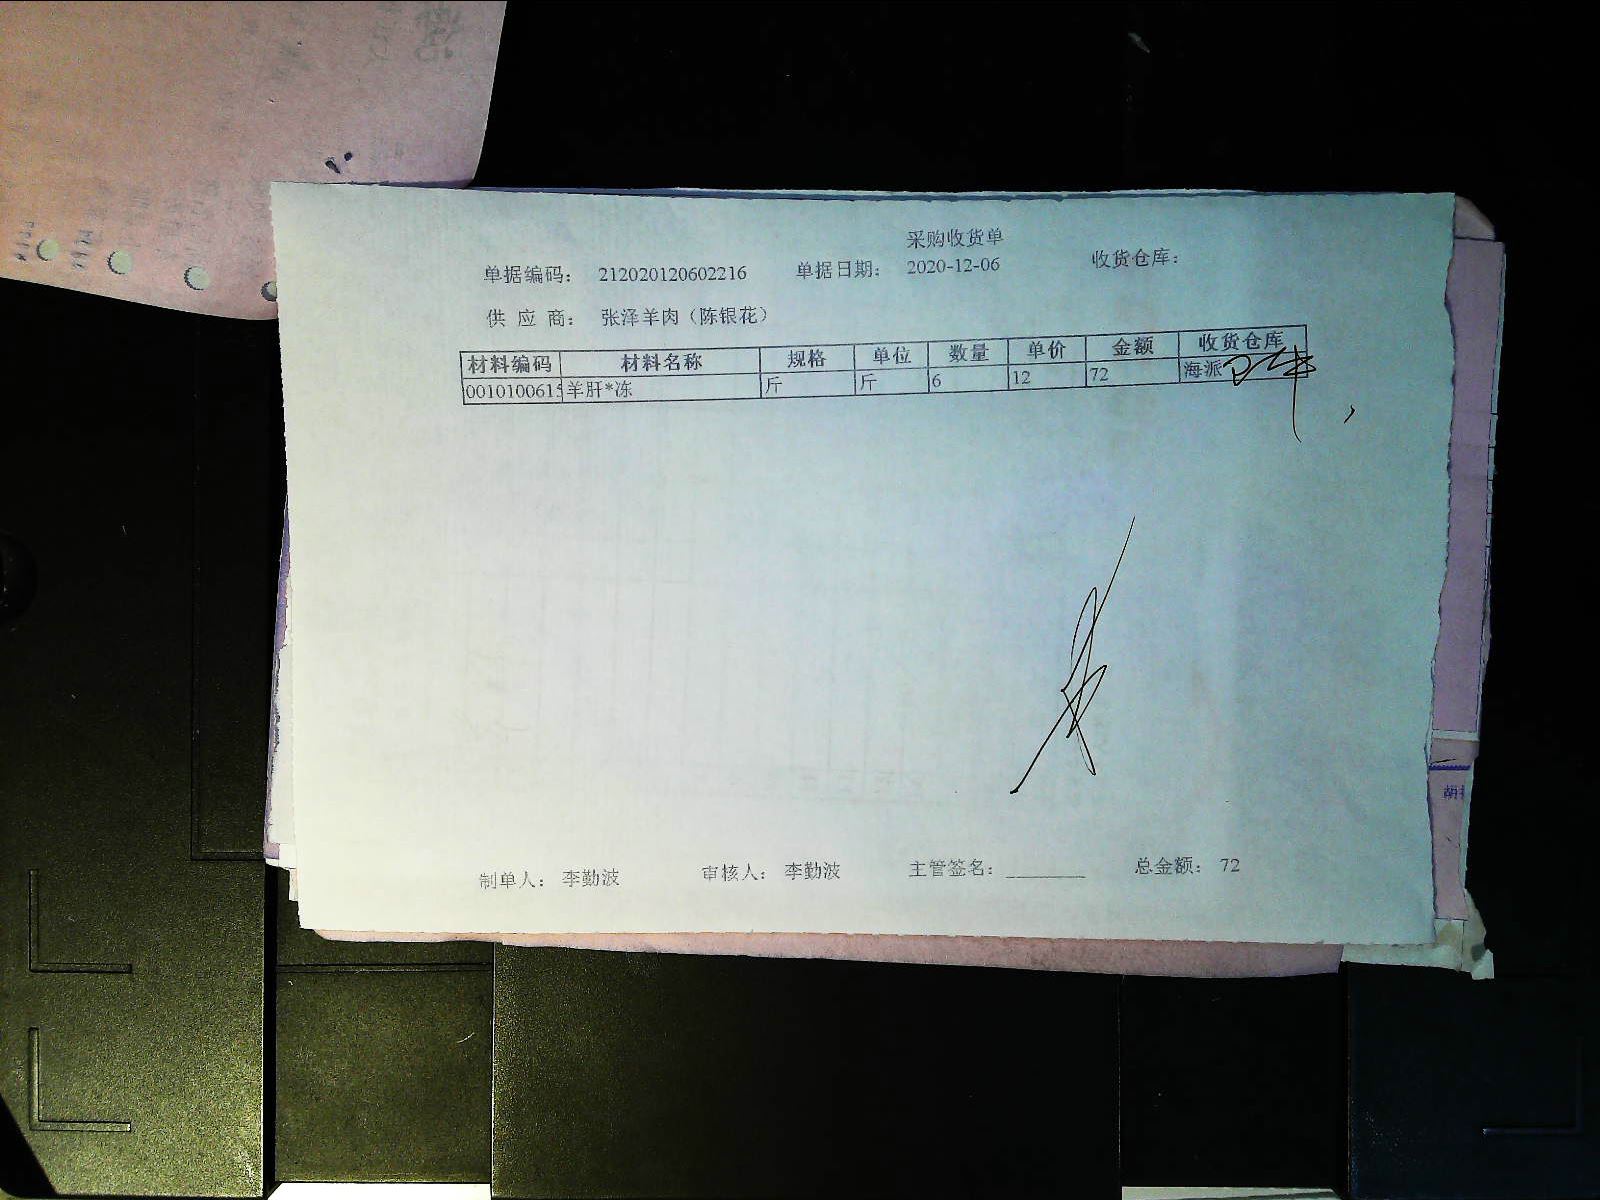 采购收货单
单据编码： 212020120602216 单据日期： 2020-12-06 收货仓库：
供 应 商： 张泽羊肉（陈银花）
材料编码 材料名称 规格 单位 数量 单价 金额 收货仓库
0010100615 羊肝*冻 斤 斤 6 12 72 海派
制单人： 李勤波 审核人： 李勤波 主管签名：________ 总金额： 72